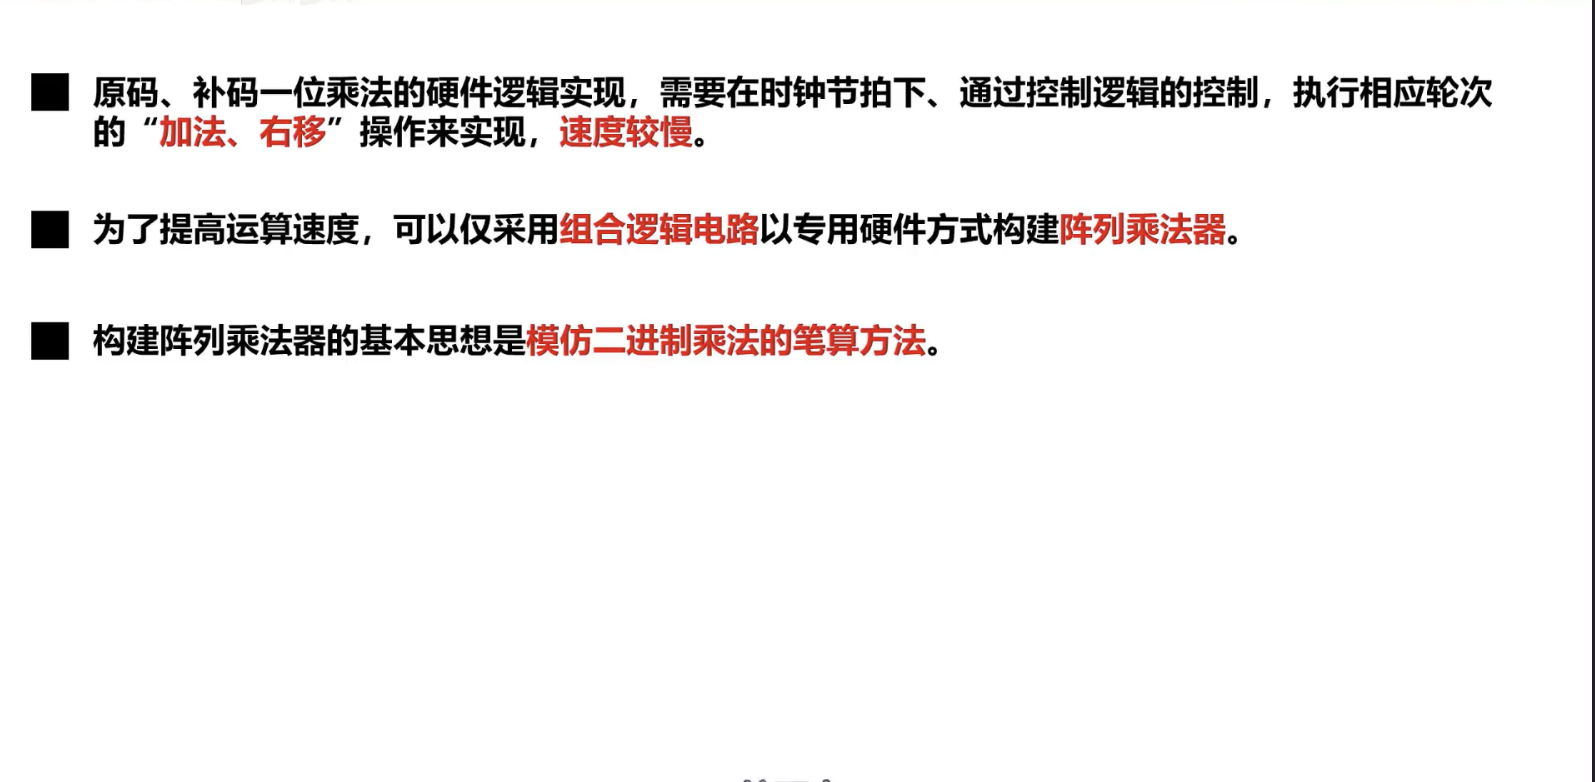 原码、补码一位乘法的硬件逻辑实现，需要在时钟节拍下、通过控制逻辑的控制，执行相应轮次
的“加法、右移”操作来实现，速度较慢。
为了提高运算速度，可以仅采用组合逻辑电路以专用硬件方式构建阵列乘法器。
构建阵列乘法器的基本思想是模仿二进制乘法的笔算方法。